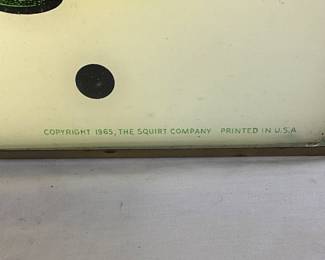 COPYRIGHT 1965, THE SQUIRT COMPANY PRINTED IN U.S.A